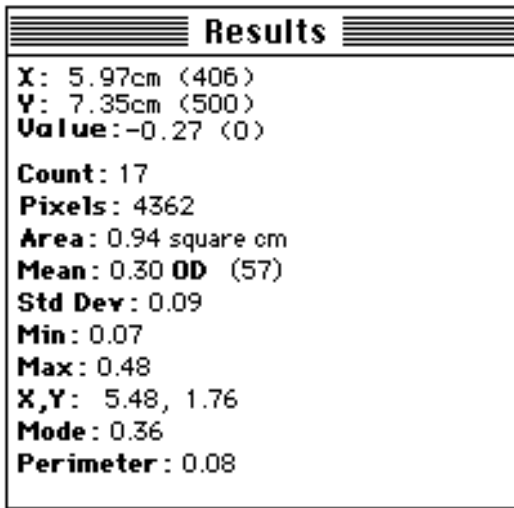 Results
X: 5.97cm (406)
Y: 7.35cm (500)
Value:-0.27 (0)
Count: 17
Pixels: 4362
Area: 0.94 square cm
Mean: 0.30 OD (57)
Std Dev: 0.09
Min: 0.07
Max: 0.48
X,Y: 5.48, 1.76
Mode: 0.36
Perimeter: 0.08